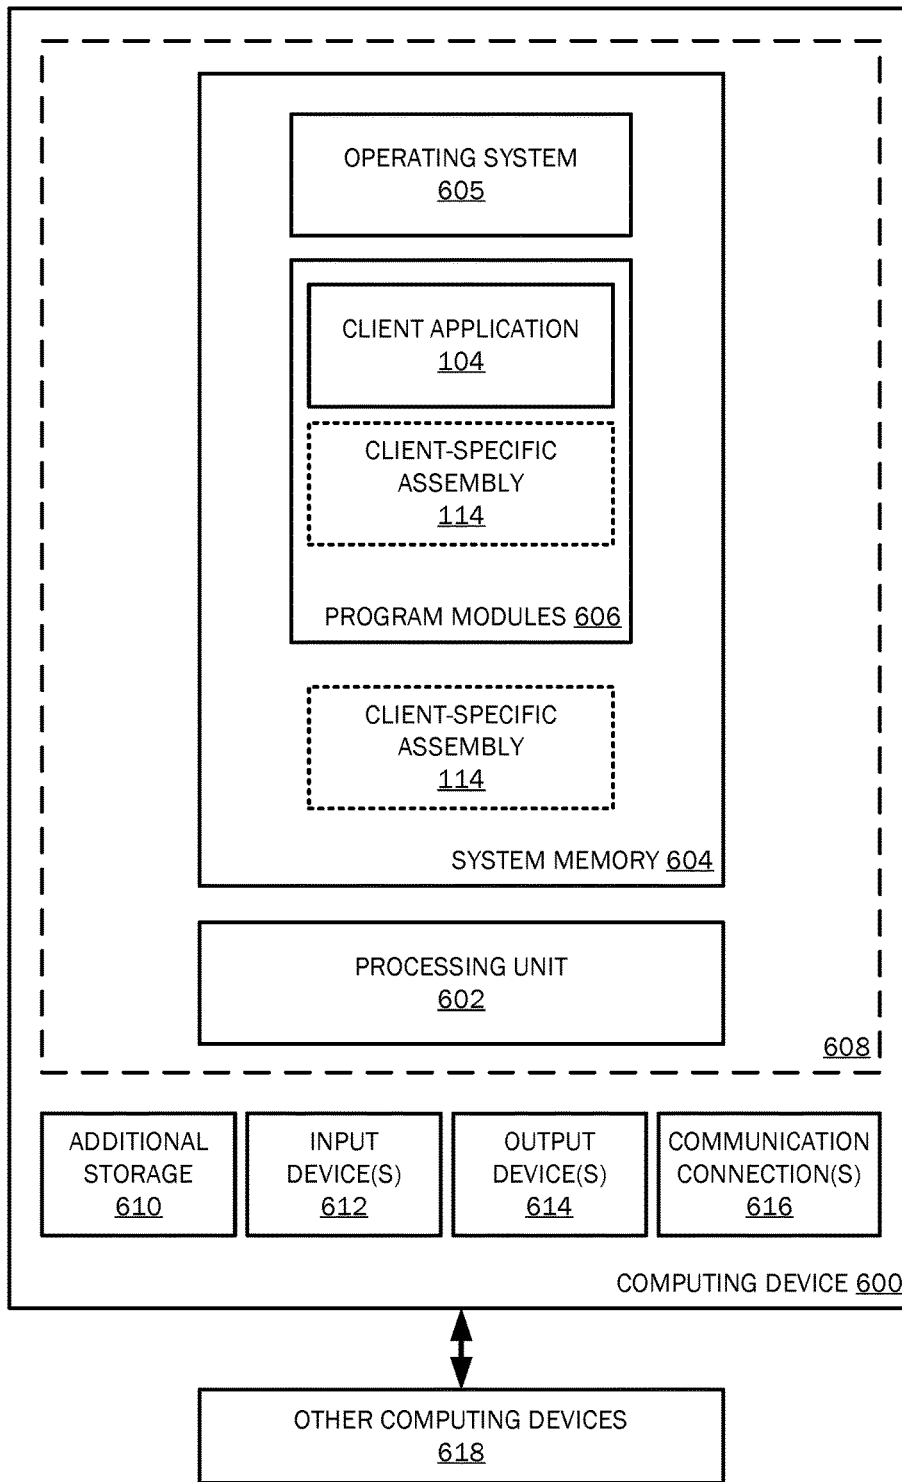 OPERATING SYSTEM
605
CLIENT APPLICATION
104
CLIENT-SPECIFIC
ASSEMBLY
114
PROGRAM MODULES 606
CLIENT-SPECIFIC
ASSEMBLY
114
SYSTEM MEMORY 604
PROCESSING UNIT
602
608
ADDITIONAL
STORAGE
610
INPUT
DEVICE(S)
612
OUTPUT
DEVICE(S)
614
COMMUNICATION
CONNECTION(S)
616
COMPUTING DEVICE 600
OTHER COMPUTING DEVICES
618